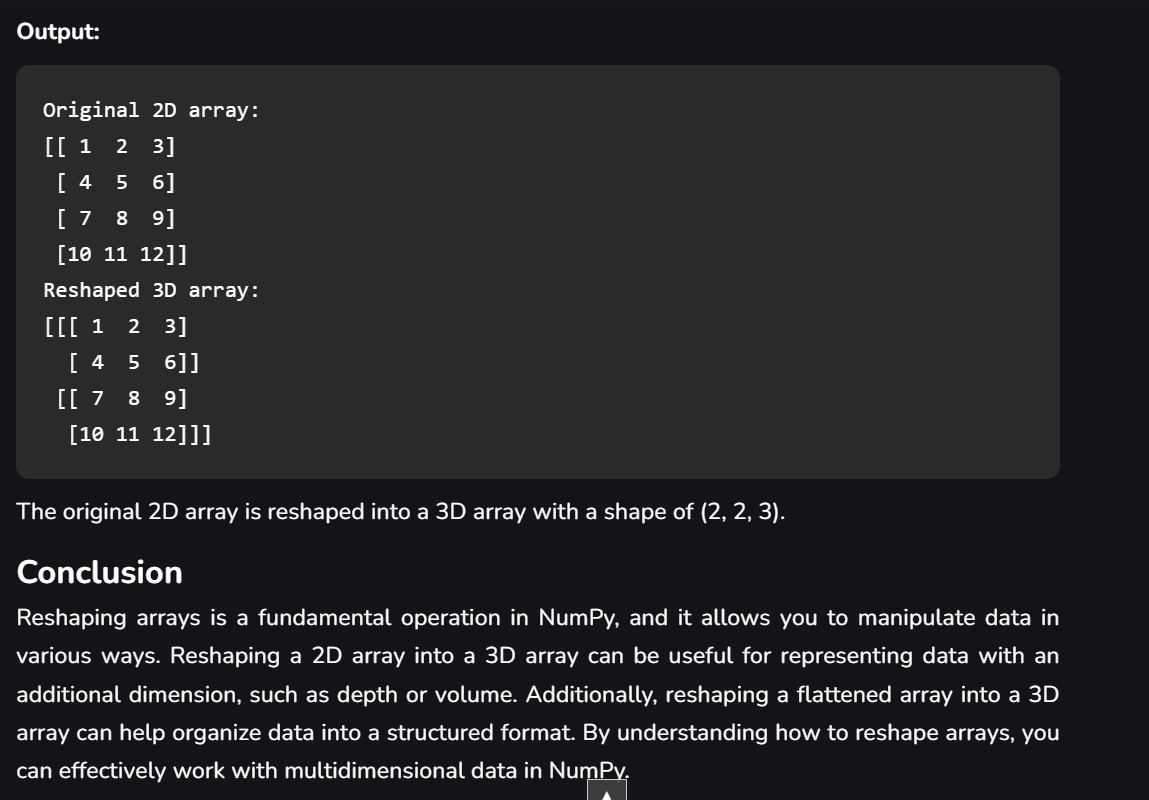 Output:
Original 2D array:
[[ 1  2  3]
 [ 4  5  6]
 [ 7  8  9]
 [10 11 12]]
Reshaped 3D array:
[[[ 1  2  3]
  [ 4  5  6]]
 [[ 7  8  9]
  [10 11 12]]]
The original 2D array is reshaped into a 3D array with a shape of (2, 2, 3).
Conclusion
Reshaping arrays is a fundamental operation in NumPy, and it allows you to manipulate data in
various ways. Reshaping a 2D array into a 3D array can be useful for representing data with an
additional dimension, such as depth or volume. Additionally, reshaping a flattened array into a 3D
array can help organize data into a structured format. By understanding how to reshape arrays, you
can effectively work with multidimensional data in NumPy.